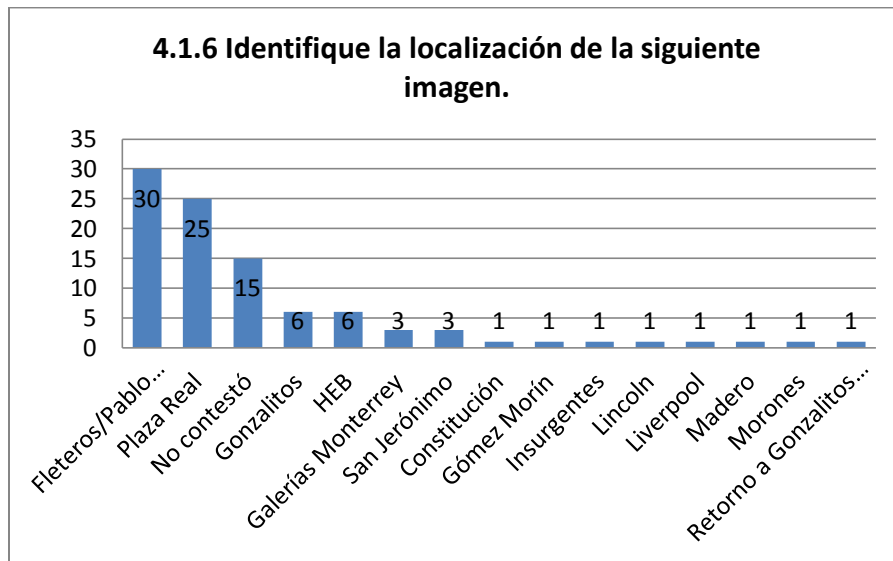 4.1.6 Identifique la localización de la siguiente
imagen.
35
30
25
20
15
10
5
0
30
25
15
6
6
3
3
1
1
1
1
1
1
1
1
Fleteros/Pablo...
Plaza Real
No contestó
Gonzalitos
HEB
Galerías Monterrey
San Jerónimo
Constitución
Gómez Morín
Insurgentes
Lincoln
Liverpool
Madero
Morones
Retorno a Gonzalitos...